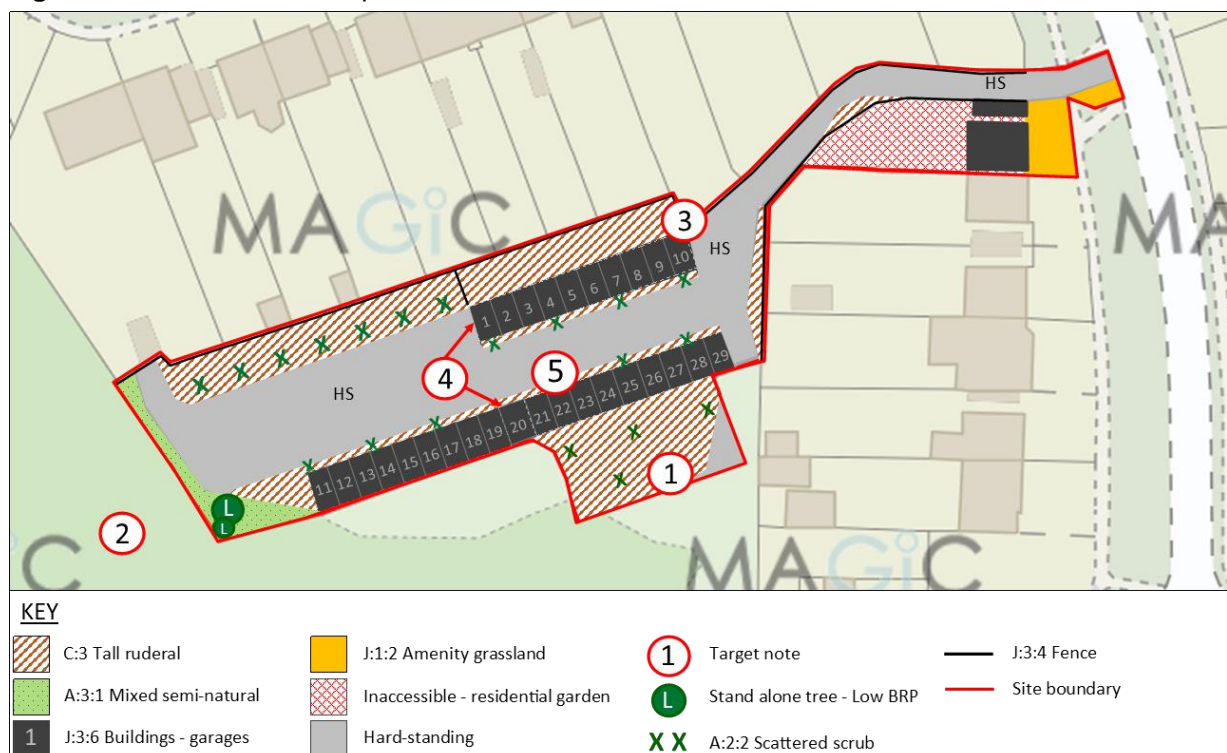 HS
MAGiC
3
HS
MAGiC
1 2 3 4 5 6 7 8 9 10
4
5
HS
11 12 13 14 15 16 17 18 19 20 21 22 23 24 25 26 27 28 29
1
L
L
2
C
MAGiC
KEY
C:3 Tall ruderal
J:1:2 Amenity grassland
1 Target note
J:3:4 Fence
A:3:1 Mixed semi-natural
Inaccessible - residential garden
L Stand alone tree - Low BRP
Site boundary
1 J:3:6 Buildings - garages
Hard-standing
X X A:2:2 Scattered scrub